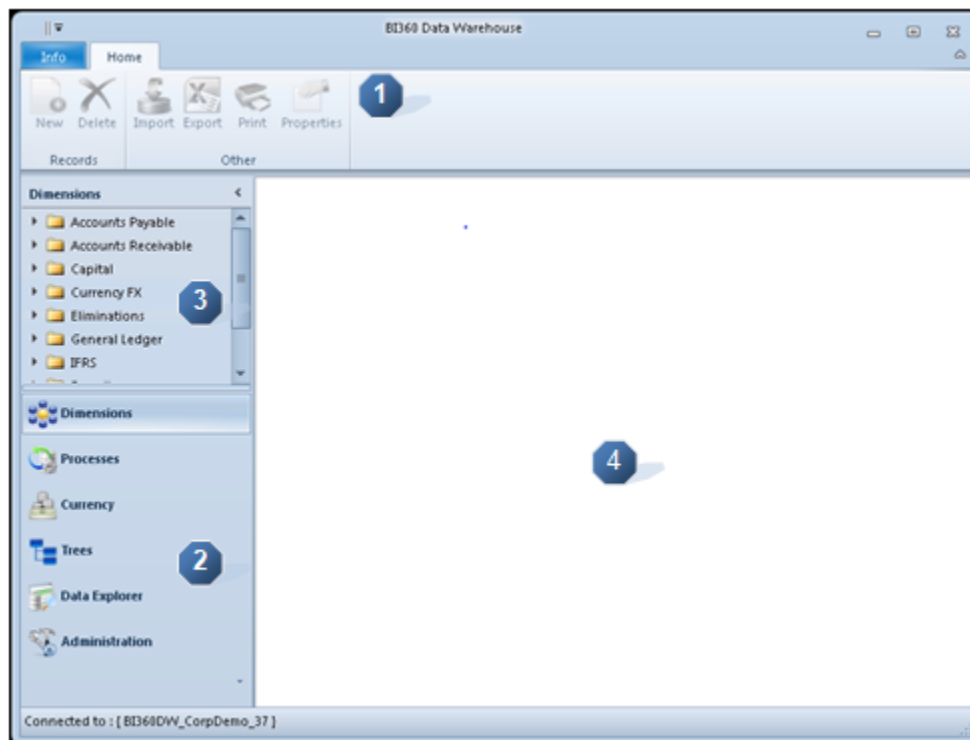 BI360 Data Warehouse
Info Home
1
New Delete Import Export Print Properties
Records Other
Dimensions
Accounts Payable
Accounts Receivable
Capital
Currency FX
3
Eliminations
General Ledger
IFRS
Dimensions
Processes
4
Currency
Trees
2
Data Explorer
Administration
Connected to : [ BI360DW_CorpDemo_37 ]